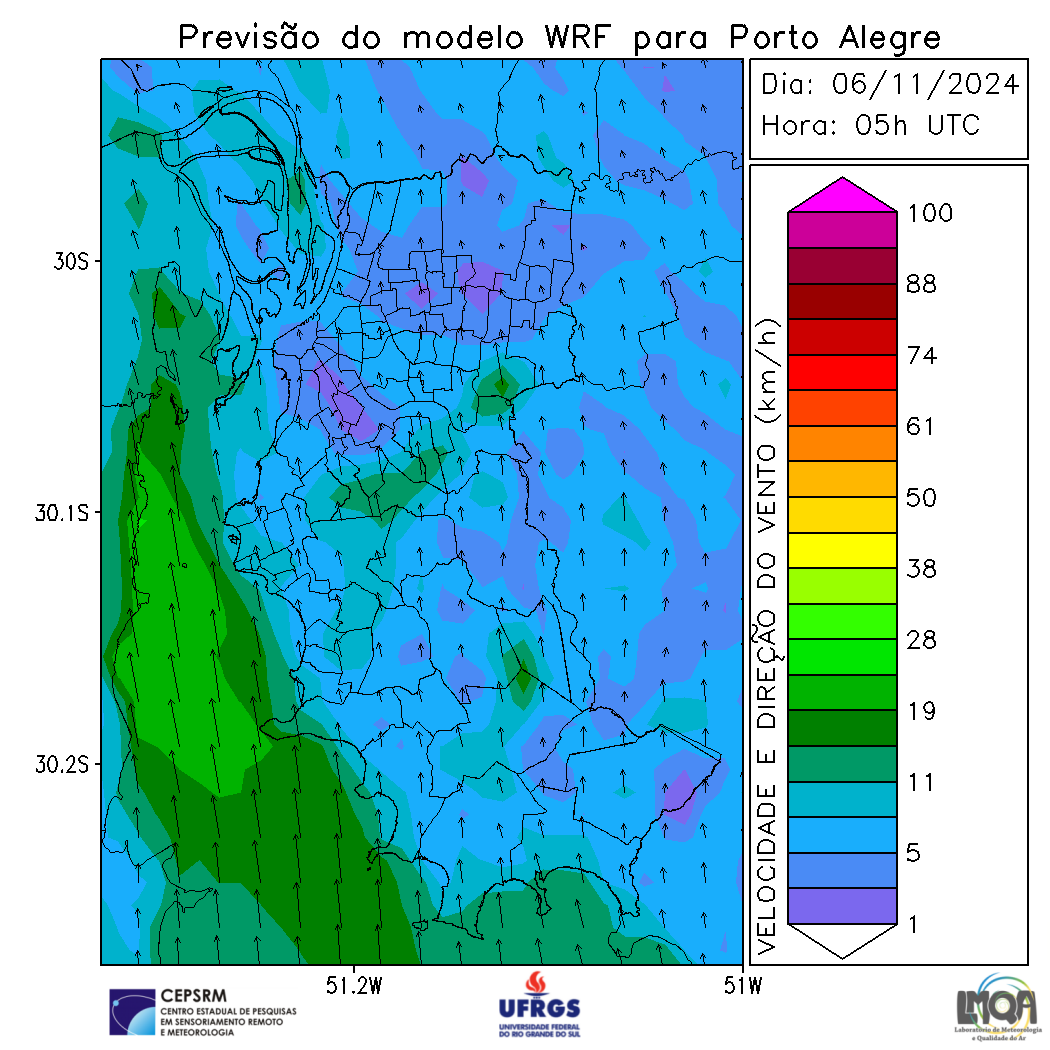 Previsão do modelo WRF para Porto Alegre
Dia: 06/11/2024
Hora: 05h UTC
30S
30.1S
30.2S
51.2W
51W
VELOCIDADE E DIREÇÃO DO VENTO (km/h)
100
88
74
61
50
38
28
19
11
5
1
CEPSRM
CENTRO ESTADUAL DE PESQUISAS
EM SENSORIAMENTO REMOTO
E METEOROLOGIA
UFRGS
UNIVERSIDADE FEDERAL
DO RIO GRANDE DO SUL
LMQA
Laboratório de Meteorologia
e Qualidade do Ar